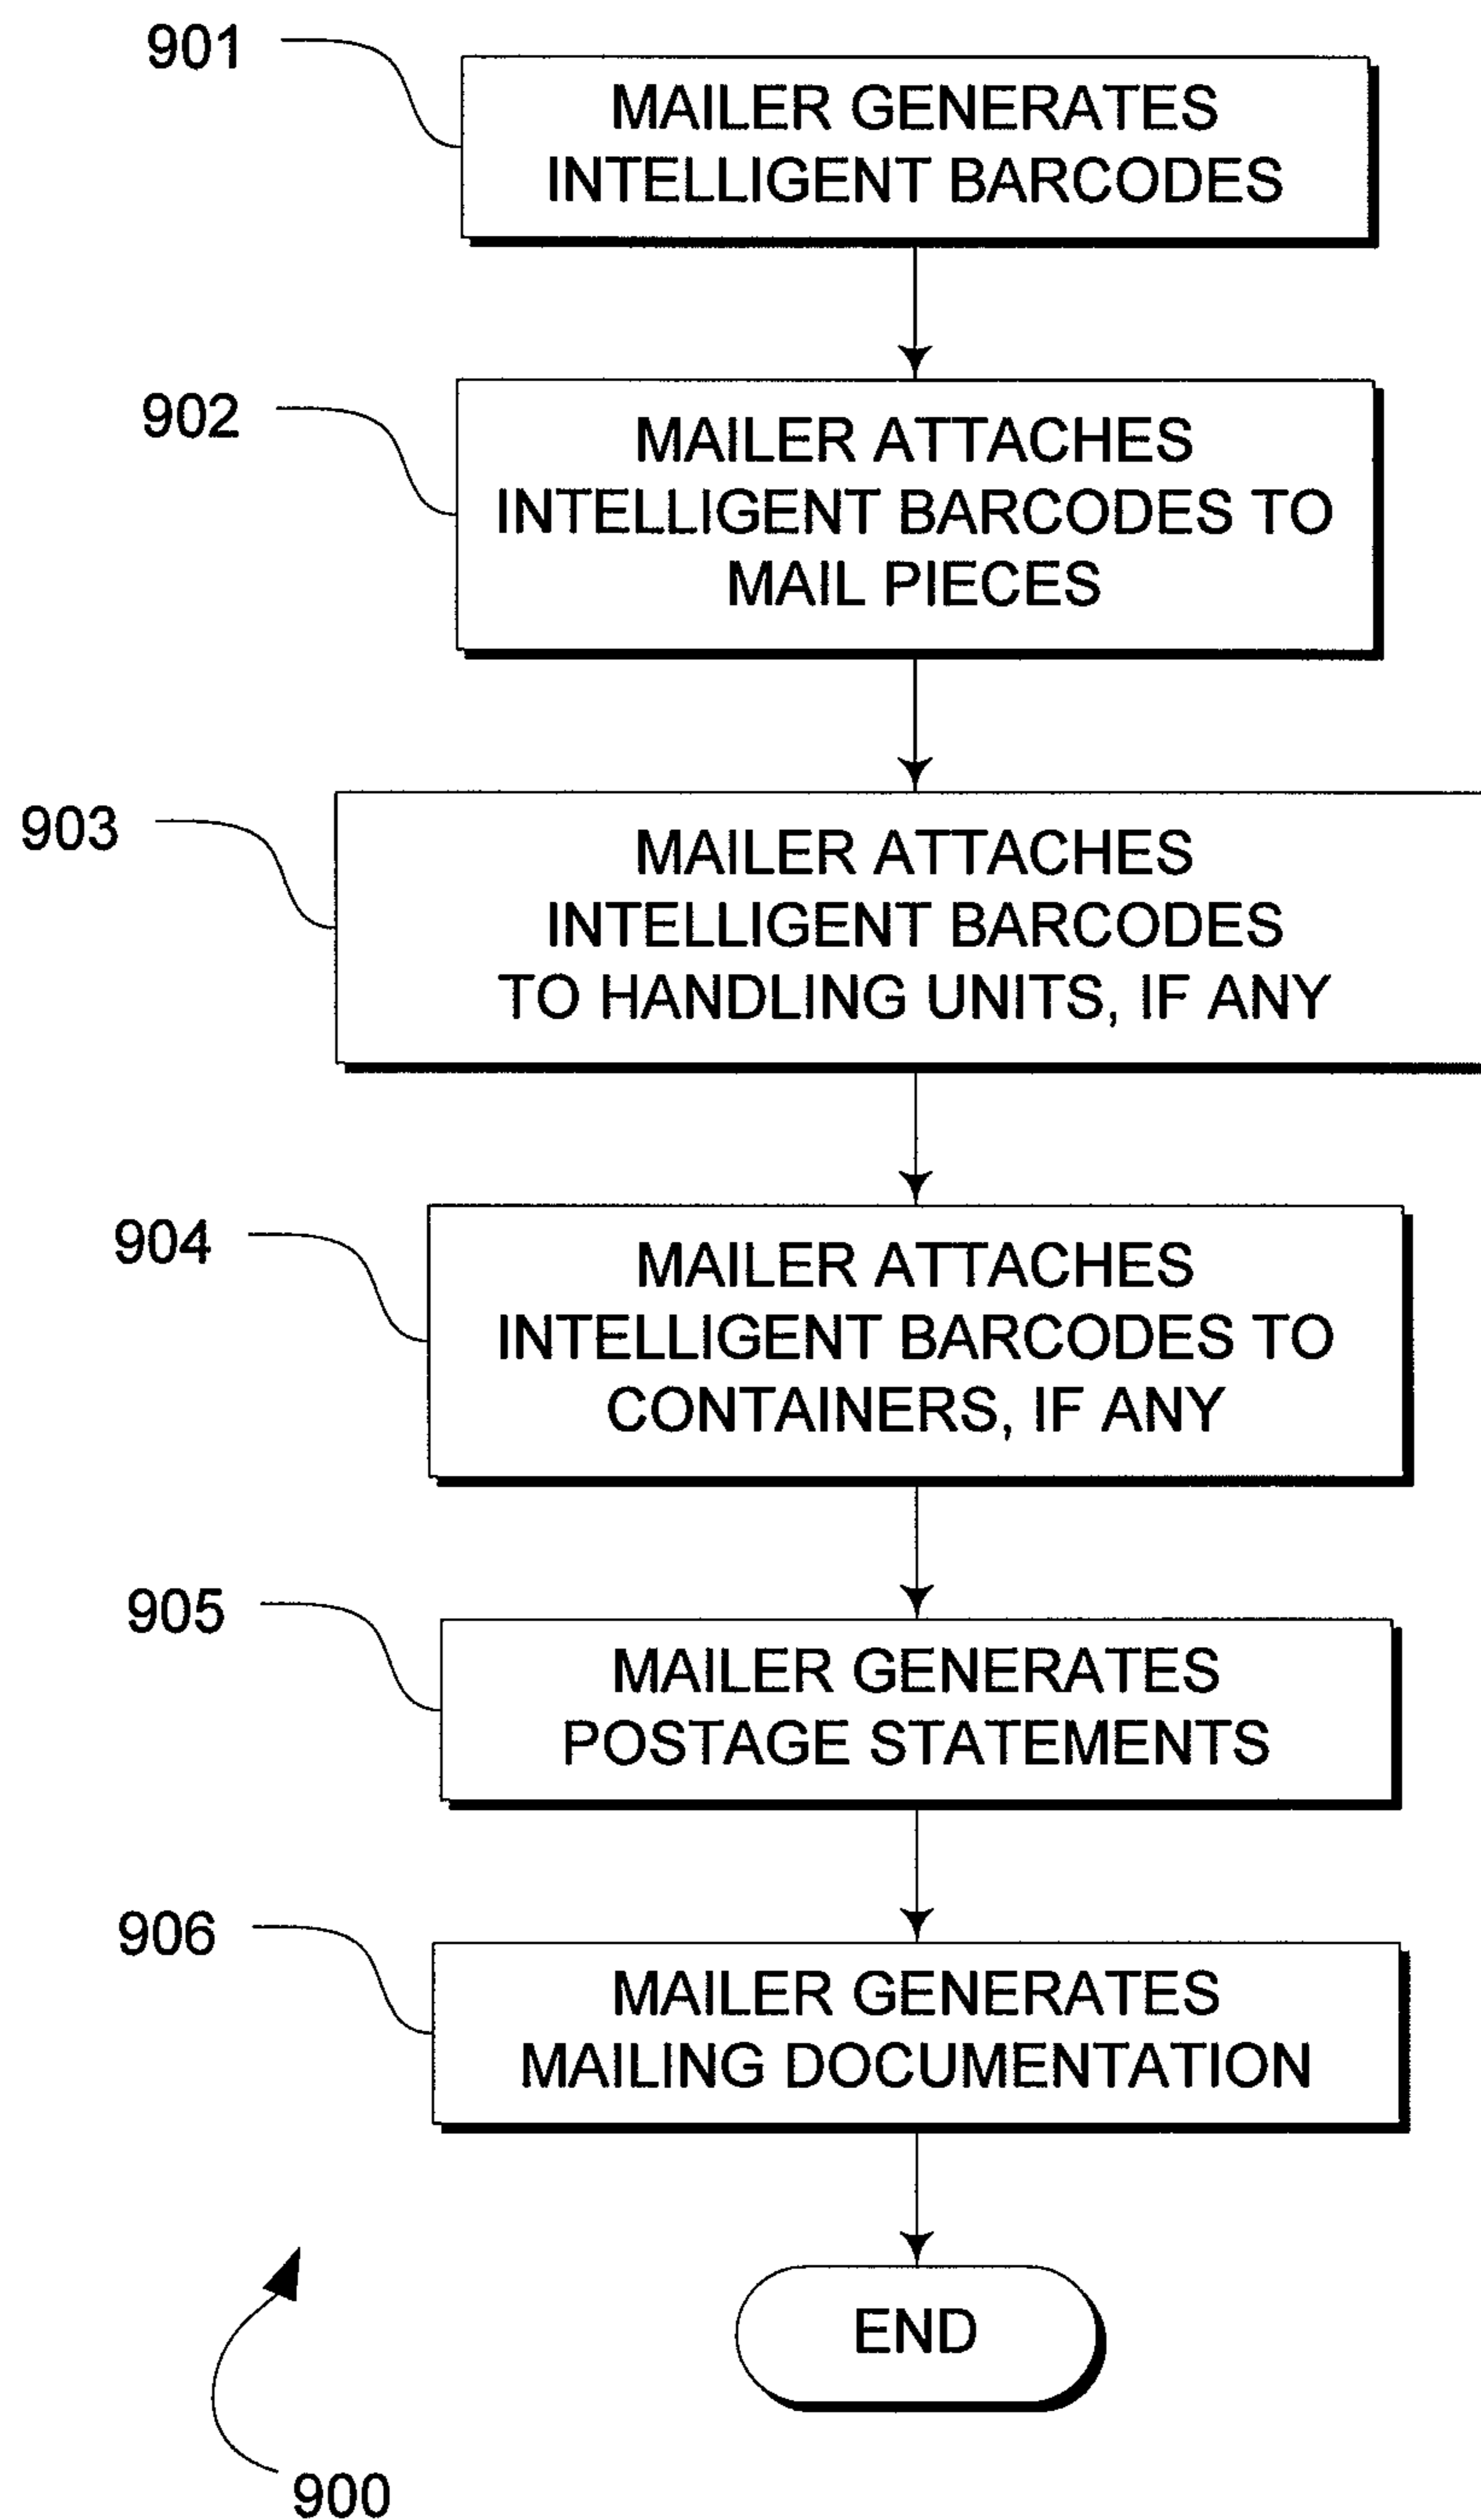 901
MAILER GENERATES
INTELLIGENT BARCODES
902
MAILER ATTACHES
INTELLIGENT BARCODES TO
MAIL PIECES
903
MAILER ATTACHES
INTELLIGENT BARCODES
TO HANDLING UNITS, IF ANY
904
MAILER ATTACHES
INTELLIGENT BARCODES TO
CONTAINERS, IF ANY
905
MAILER GENERATES
POSTAGE STATEMENTS
906
MAILER GENERATES
MAILING DOCUMENTATION
END
900